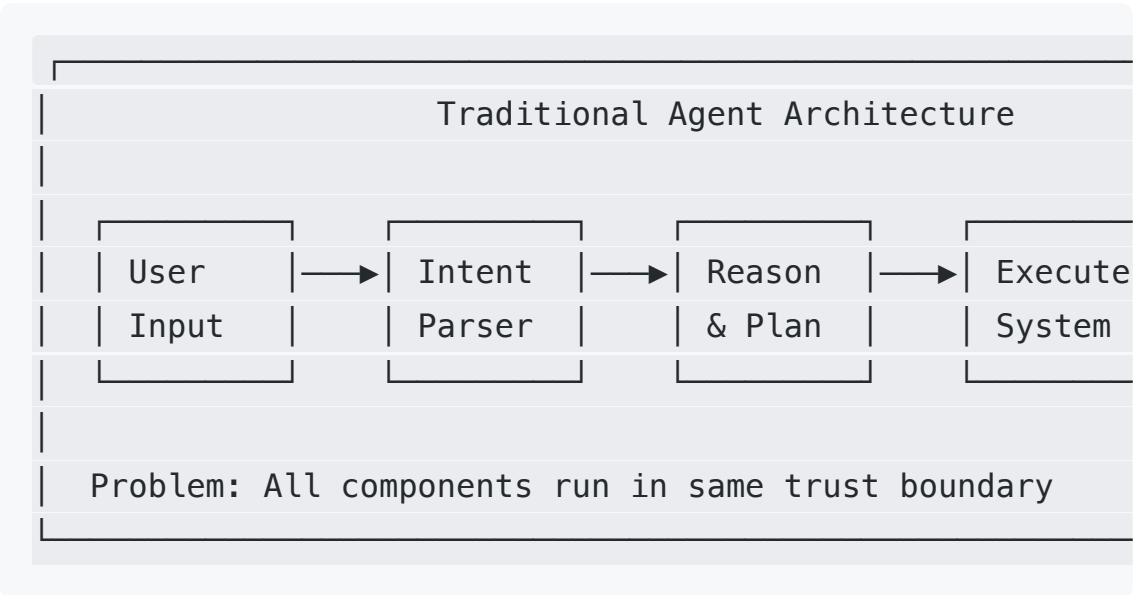 Traditional Agent Architecture
User Intent Reason Execute
Input Parser & Plan System
Problem: All components run in same trust boundary